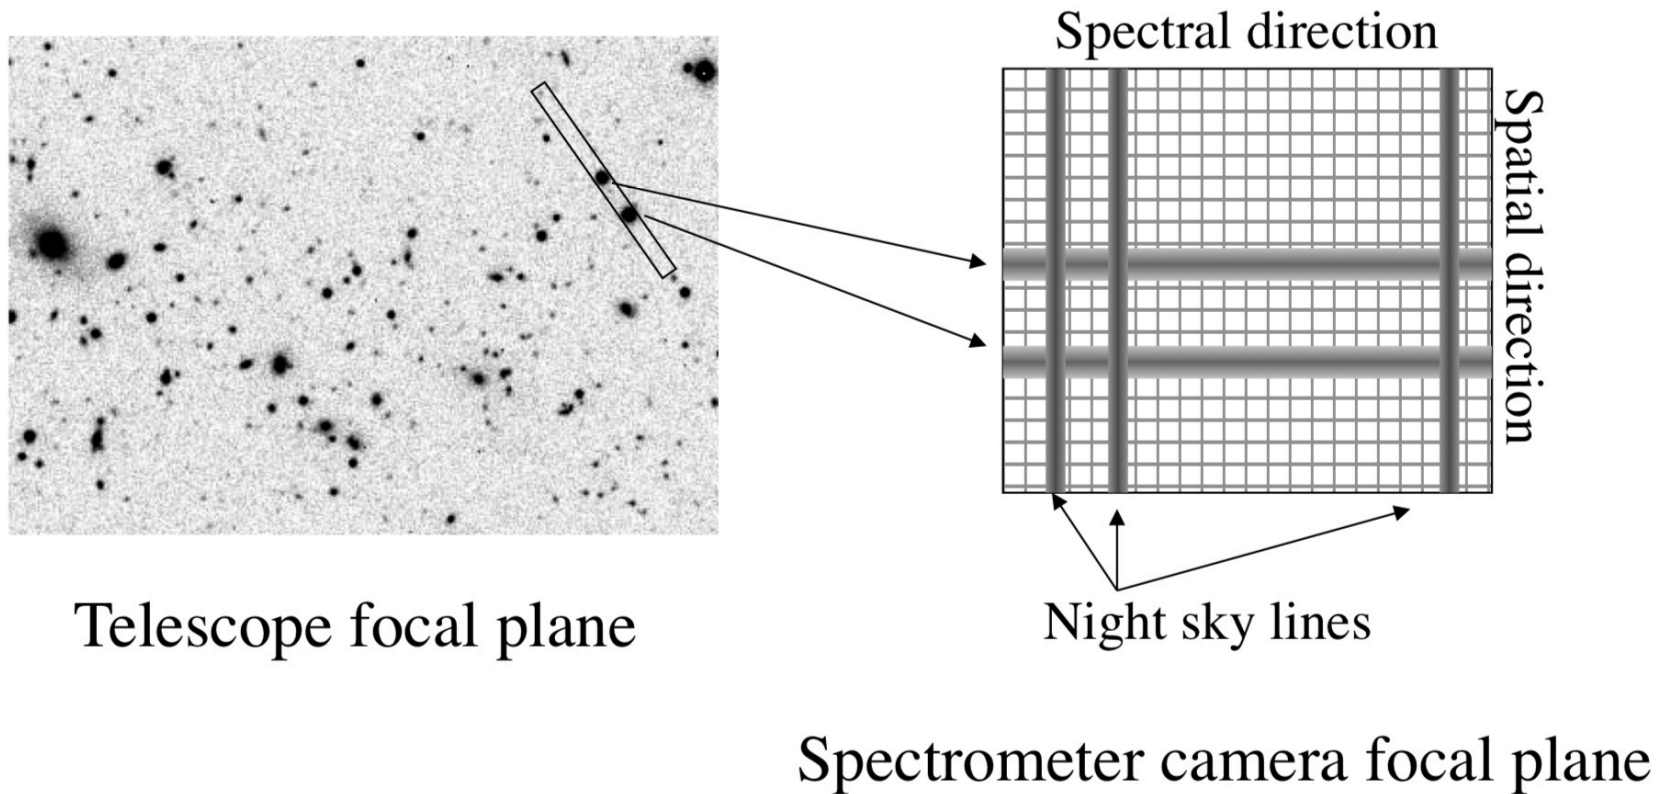 Spectral direction
Spatial direction
Night sky lines
Telescope focal plane
Spectrometer camera focal plane